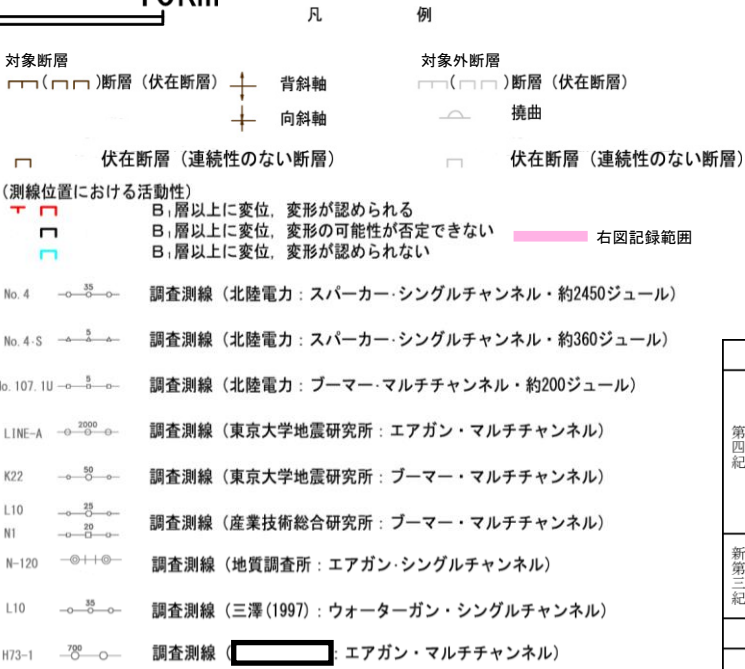 凡 例
対象断層
( )断層（伏在断層）
背斜軸
向斜軸
伏在断層（連続性のない断層）
対象外断層
( )断層（伏在断層）
撓曲
伏在断層（連続性のない断層）
(測線位置における活動性)
B₁層以上に変位，変形が認められる
B₁層以上に変位，変形の可能性が否定できない
B₁層以上に変位，変形が認められない
右図記録範囲
No. 4 35 調査測線（北陸電力：スパーカー・シングルチャンネル・約2450ジュール）
No. 4-S 5 調査測線（北陸電力：スパーカー・シングルチャンネル・約360ジュール）
No. 107. 1U 5 調査測線（北陸電力：ブーマー・マルチチャンネル・約200ジュール）
LINE-A 2000 調査測線（東京大学地震研究所：エアガン・マルチチャンネル）
K22 50 調査測線（東京大学地震研究所：ブーマー・マルチチャンネル）
L10 25
N1 20
調査測線（産業技術総合研究所：ブーマー・マルチチャンネル）
N-120 調査測線（地質調査所：エアガン・シングルチャンネル）
L10 35 調査測線（三澤(1997)：ウォーターガン・シングルチャンネル）
H73-1 700 調査測線（ ：エアガン・マルチチャンネル）
第四紀
新第三紀